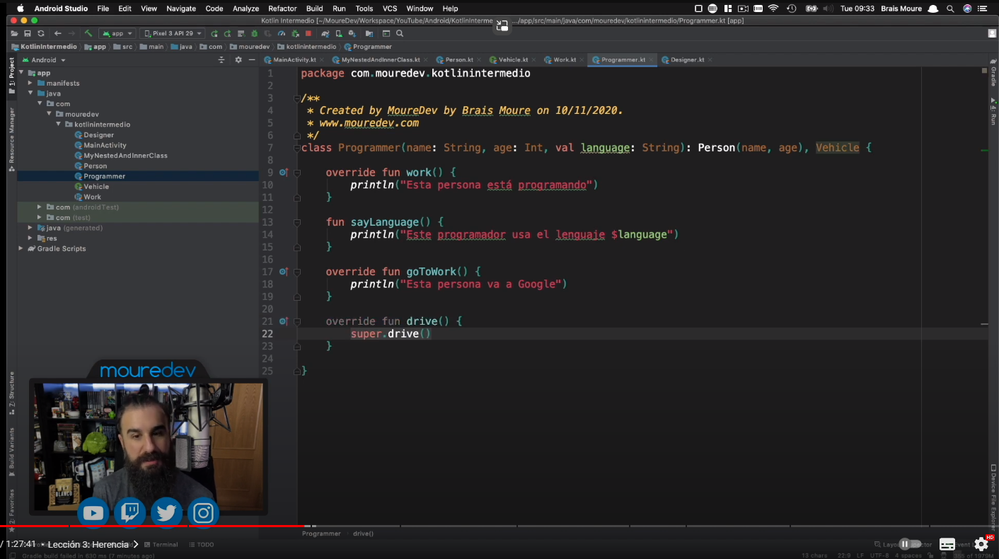 Android Studio File Edit View Navigate Code Analyze Refactor Build Run Tools VCS Window Help Tue 09:33 Brais Moure
Kotlin Intermedio [~/MoureDev/Workspace/YouTube/Android/KotlinInterme .../app/src/main/java/com/mouredev/kotlinintermedio/Programmer.kt [app]
app Pixel 3 API 29
KotlinIntermedio app src main java com mouredev kotlinintermedio Programmer
Android MainActivity.kt MyNestedAndInnerClass.kt Person.kt Vehicle.kt Work.kt Programmer.kt Designer.kt
app
manifests
java
com
mouredev
kotlinintermedio
Designer
MainActivity
MyNestedAndInnerClass
Person
Programmer
Vehicle
Work
com (androidTest)
com (test)
java (generated)
res
Gradle Scripts
1: Project
Resource Manager
7: Structure
Build Variants
2: Favorites
1 package com.mouredev.kotlinintermedio
2
3 /**
4 * Created by MoureDev by Brais Moure on 10/11/2020.
5 * www.mouredev.com
6 */
7 class Programmer(name: String, age: Int, val language: String): Person(name, age), Vehicle {
8
9 override fun work() {
10 println("Esta persona está programando")
11 }
12
13 fun sayLanguage() {
14 println("Este programador usa el lenguaje $language")
15 }
16
17 override fun goToWork() {
18 println("Esta persona va a Google")
19 }
20
21 override fun drive() {
22 super.drive()
23 }
24
25 }
Gradle
4: Run
Device File Explorer
mouredev
Programmer drive()
/ 1:27:41 · Lección 3: Herencia
Terminal TODO
HD
Gradle build failed in 630 ms (7 minutes ago)
13 chars 22:9 LF UTF-8 4 spaces